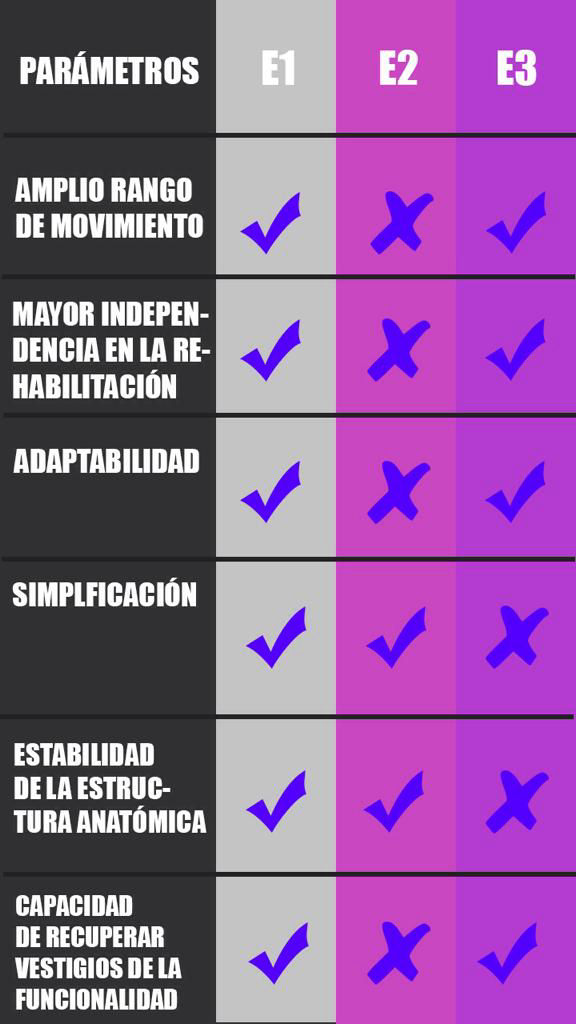 PARÁMETROS E1 E2 E3
AMPLIO RANGO
DE MOVIMIENTO
MAYOR INDEPEN-
DENCIA EN LA RE-
HABILITACIÓN
ADAPTABILIDAD
SIMPLFICACIÓN
ESTABILIDAD
DE LA ESTRUC-
TURA ANATÓMICA
CAPACIDAD
DE RECUPERAR
VESTIGIOS DE LA
FUNCIONALIDAD